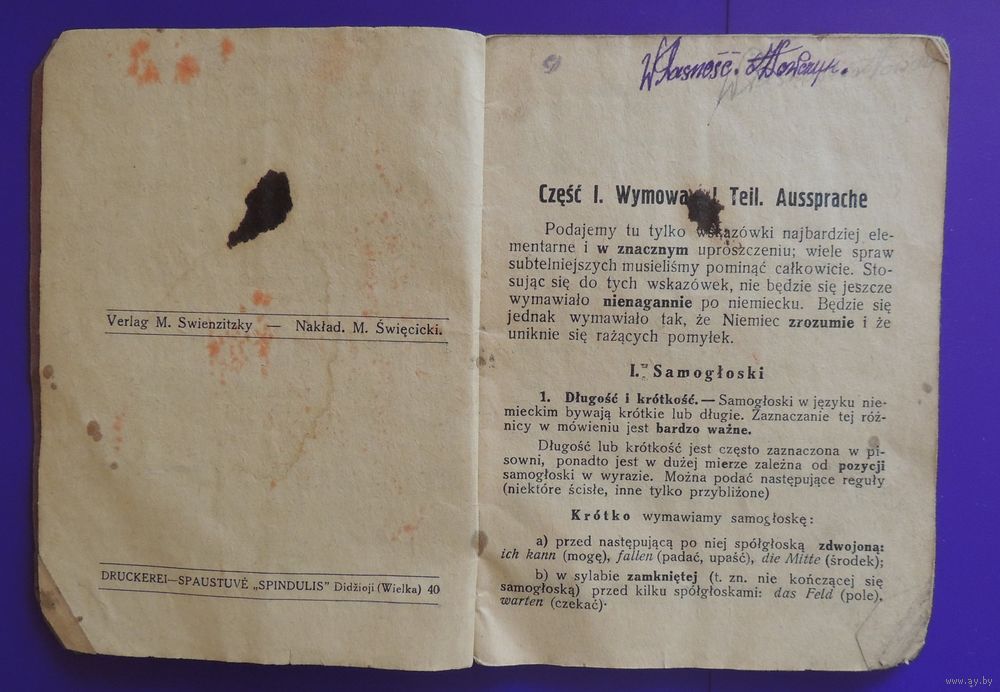 Verlag M. Swienzitzky — Nakład. M. Święcicki.
DRUCKEREI—SPAUSTUVĖ „SPINDULIS” Didžioji (Wielka) 40
Własność.
Część I. Wymowa I Teil. Aussprache
Podajemy tu tylko wskazówki najbardziej ele-
mentarne i w znacznym uproszczeniu; wiele spraw
subtelniejszych musieliśmy pominąć całkowicie. Sto-
sując się do tych wskazówek, nie będzie się jeszcze
wymawiało nienagannie po niemiecku. Będzie się
jednak wymawiało tak, że Niemiec zrozumie i że
uniknie się rażących pomyłek.
I. Samogłoski
1. Długość i krótkość.— Samogłoski w języku nie-
mieckim bywają krótkie lub długie. Zaznaczanie tej róż-
nicy w mówieniu jest bardzo ważne.
Długość lub krótkość jest często zaznaczona w pi-
sowni, ponadto jest w dużej mierze zależna od pozycji
samogłoski w wyrazie. Można podać następujące reguły
(niektóre ścisłe, inne tylko przybliżone)
Krótko wymawiamy samogłoskę:
a) przed następującą po niej spółgłoską zdwojoną:
ich kann (mogę), fallen (padać, upaść), die Mitte (środek);
b) w sylabie zamkniętej (t. zn. nie kończącej się
samogłoską) przed kilku spółgłoskami: das Feld (pole),
warten (czekać)·
www.ay.by